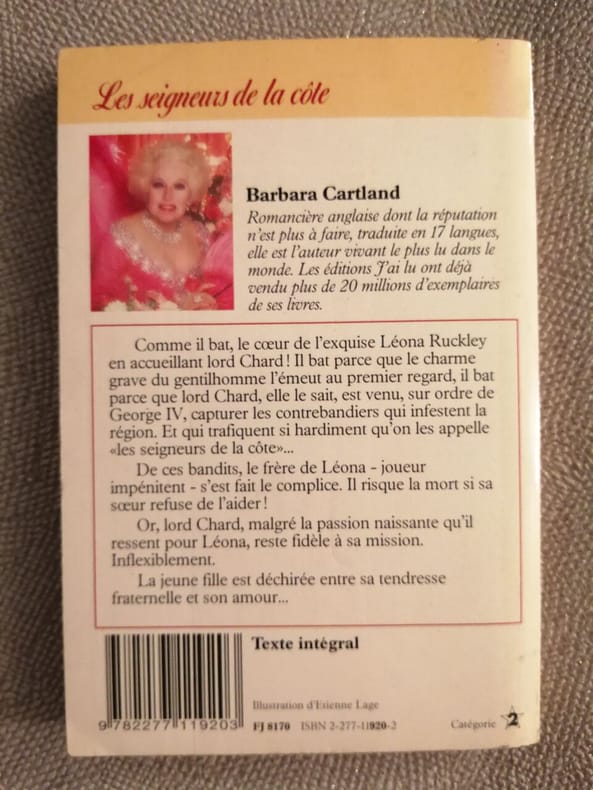 Les seigneurs de la côte
Barbara Cartland
Romancière anglaise dont la réputation
n'est plus à faire, traduite en 17 langues,
elle est l'auteur vivant le plus lu dans le
monde. Les éditions J'ai lu ont déjà
vendu plus de 20 millions d'exemplaires
de ses livres.
Comme il bat, le cœur de l'exquise Léona Ruckley
en accueillant lord Chard ! Il bat parce que le charme
grave du gentilhomme l'émeut au premier regard, il bat
parce que lord Chard, elle le sait, est venu, sur ordre de
George IV, capturer les contrebandiers qui infestent la
région. Et qui trafiquent si hardiment qu'on les appelle
«les seigneurs de la côte»...
De ces bandits, le frère de Léona - joueur
impénitent - s'est fait le complice. Il risque la mort si sa
sœur refuse de l'aider !
Or, lord Chard, malgré la passion naissante qu'il
ressent pour Léona, reste fidèle à sa mission.
Inflexiblement.
La jeune fille est déchirée entre sa tendresse
fraternelle et son amour...
Texte intégral
Illustration d'Etienne Lage
9 782277 119203 FJ 8170 ISBN 2-277-11920-2 Catégorie 2